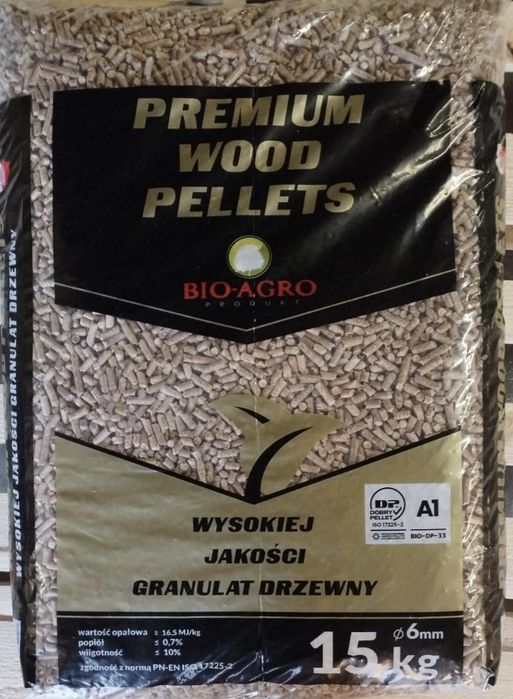 PREMIUM
WOOD
PELLETS
BIO-AGRO
PRODUKT
WYSOKIEJ
JAKOŚCI
GRANULAT DRZEWNY
DP
DOBRY
PELLET
ISO 17225-2
A1
BIO-DP-33
wartość opałowa ≥ 16.5 MJ/kg
popiół ≤ 0,7%
wilgotność ≤ 10%
zgodność z normą PN-EN ISO 17225-2
ø6mm
15 kg
WYSOKIEJ JAKOŚCI GRANULAT DRZEWNY